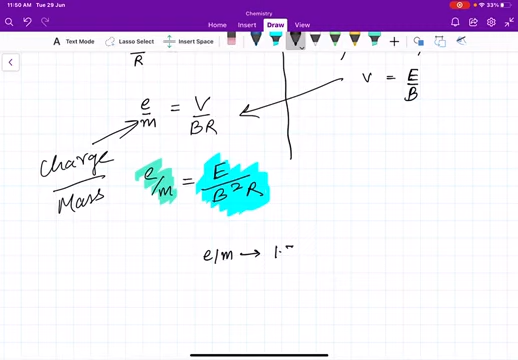 11:50 AM Tue 29 Jun
Chemistry
33%
Home Insert Draw View
Text Mode Lasso Select Insert Space
R
V = E/B
e/m = V/BR
Charge/Mass
e/m = E/B²R
e/m → 1.